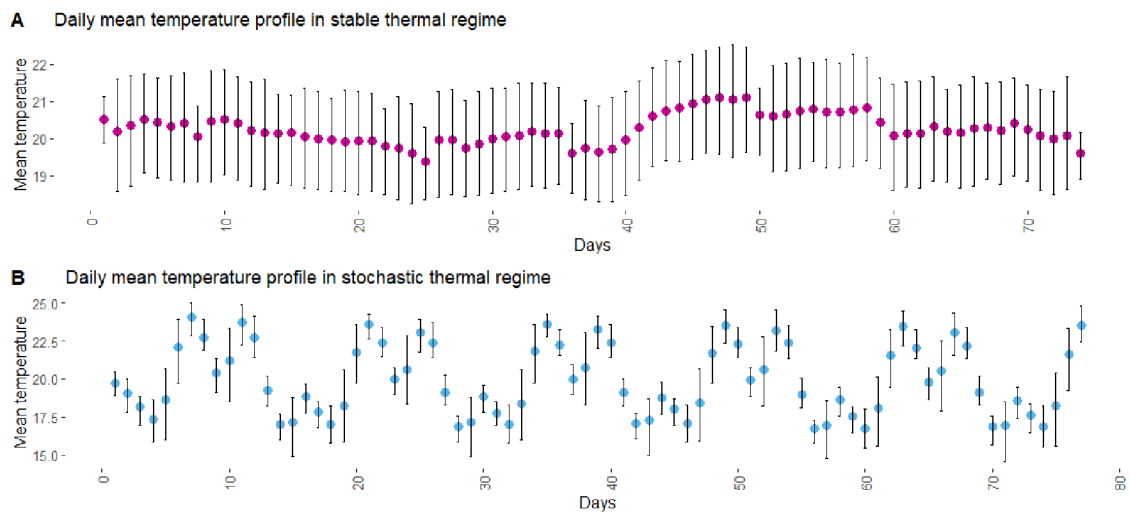 A Daily mean temperature profile in stable thermal regime
Mean temperature
22
21
20
19
0 10 20 30 40 50 60 70
Days
B Daily mean temperature profile in stochastic thermal regime
Mean temperature
25.0
22.5
20.0
17.5
15.0
0 10 20 30 40 50 60 70 80
Days